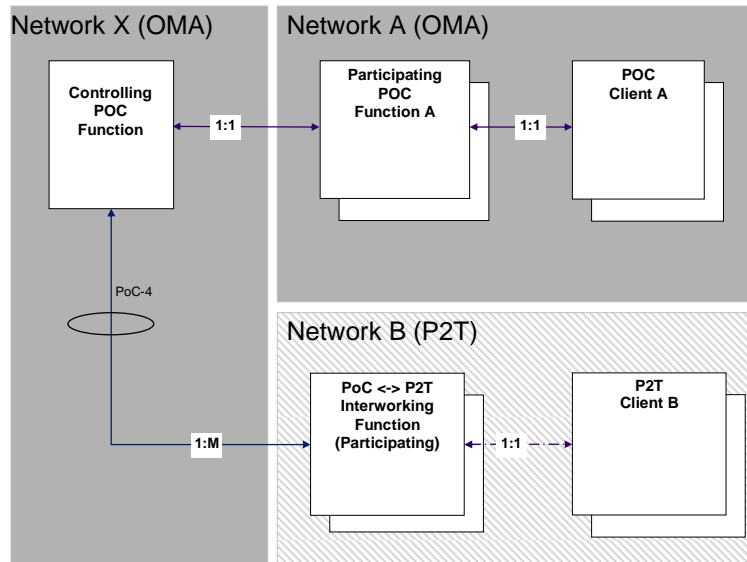 Network X (OMA)
Controlling
POC
Function
1:1
PoC-4
1:M
Network A (OMA)
Participating
POC
Function A
1:1
POC
Client A
Network B (P2T)
PoC <-> P2T
Interworking
Function
(Participating)
1:1
P2T
Client B